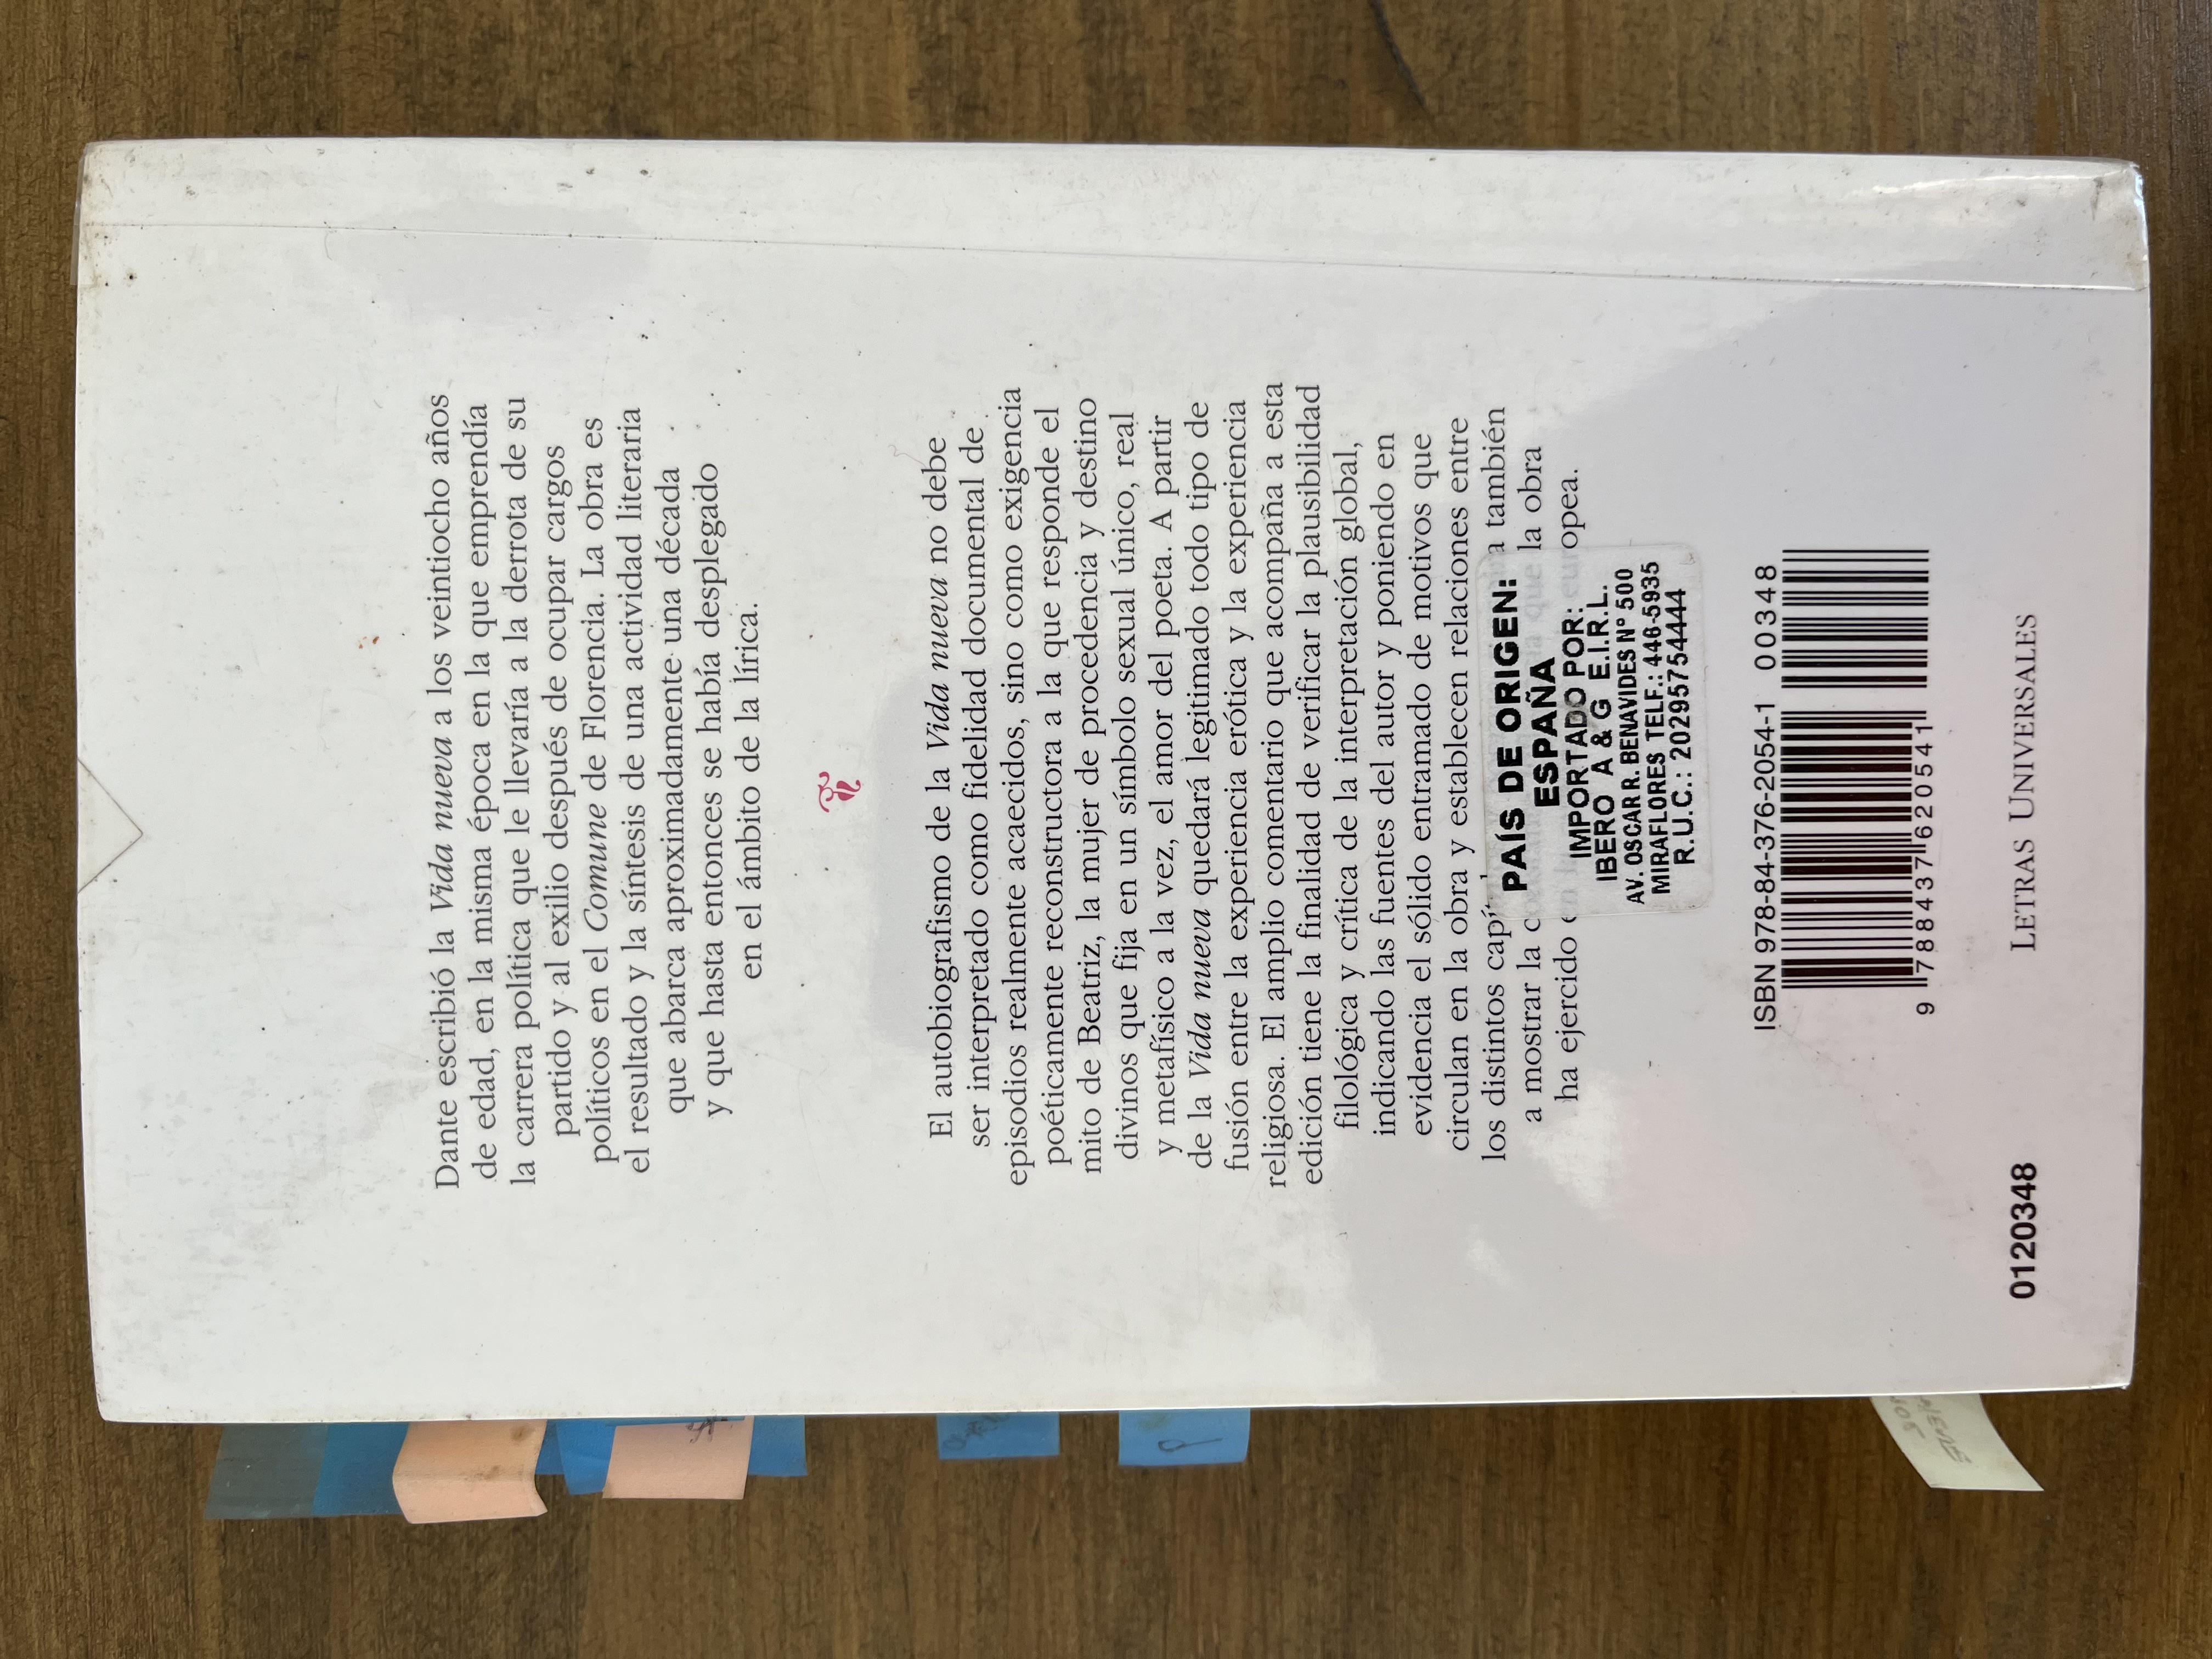 Dante escribió la Vida nueva a los veintiocho años
de edad, en la misma época en la que emprendía
la carrera política que le llevaría a la derrota de su
partido y al exilio después de ocupar cargos
políticos en el Comune de Florencia. La obra es
el resultado y la síntesis de una actividad literaria
que abarca aproximadamente una década
y que hasta entonces se había desplegado
en el ámbito de la lírica.
El autobiografismo de la Vida nueva no debe
ser interpretado como fidelidad documental de
episodios realmente acaecidos, sino como exigencia
poéticamente reconstructora a la que responde el
mito de Beatriz, la mujer de procedencia y destino
divinos que fija en un símbolo sexual único, real
y metafísico a la vez, el amor del poeta. A partir
de la Vida nueva quedará legitimado todo tipo de
fusión entre la experiencia erótica y la experiencia
religiosa. El amplio comentario que acompaña a esta
edición tiene la finalidad de verificar la plausibilidad
filológica y crítica de la interpretación global,
indicando las fuentes del autor y poniendo en
evidencia el sólido entramado de motivos que
circulan en la obra y establecen relaciones entre
los distintos también
a mostrar la que la obra
ha ejercido europea.
PAÍS DE ORIGEN:
ESPAÑA
IMPORTADO POR:
IBERO A & G E.I.R.L.
AV. OSCAR R. BENAVIDES Nº 500
MIRAFLORES TELF.: 446-5935
R.U.C.: 20295754444
ISBN 978-84-376-2054-1 00348
9 788437 620541
0120348 LETRAS UNIVERSALES